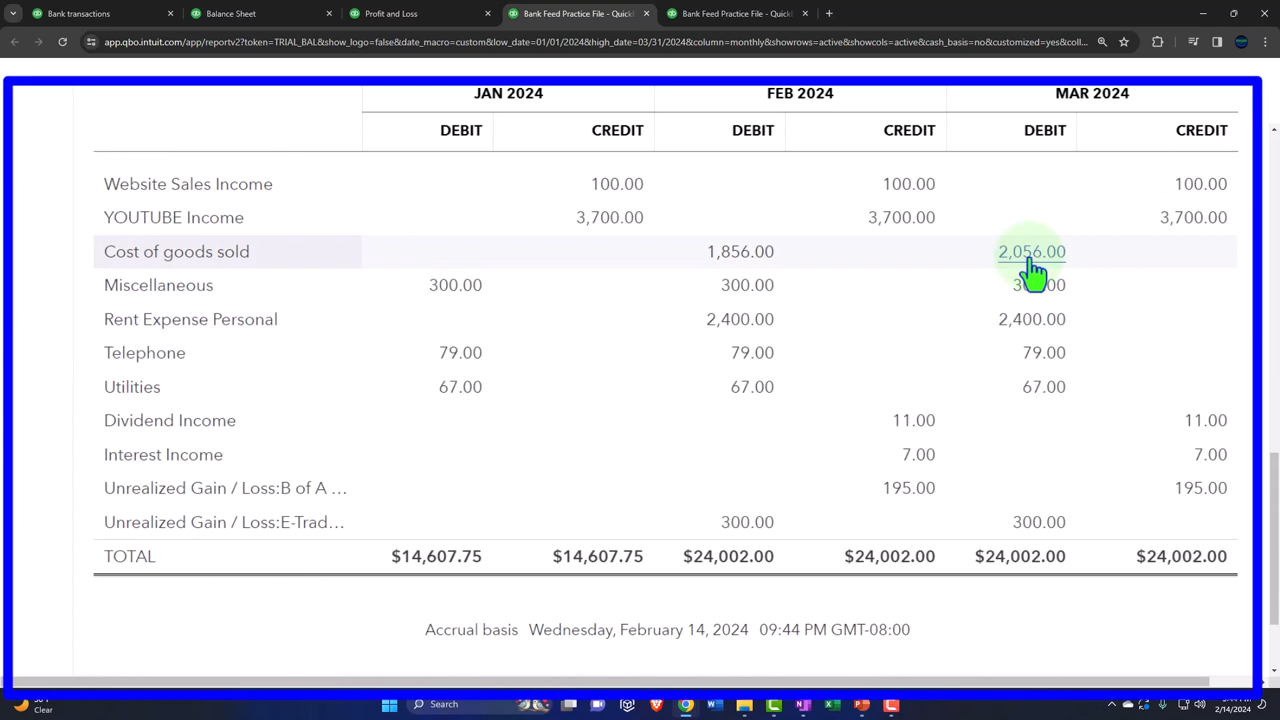 Bank transactions
Balance Sheet
Profit and Loss
Bank Feed Practice File - Quick
Bank Feed Practice File - Quick
qbo.intuit.com/app/reportv2?token=TRIAL_BAL&show_logo=false&date_macro=custom&low_date=01/01/2024&high_date=03/31/2024&column=monthly&showrows=active&showcols=active&cash_basis=no&customized=yes&coll...
JAN 2024 FEB 2024 MAR 2024
DEBIT CREDIT DEBIT CREDIT DEBIT CREDIT
Website Sales Income 100.00 100.00 100.00
YOUTUBE Income 3,700.00 3,700.00 3,700.00
Cost of goods sold 1,856.00 2,056.00
Miscellaneous 300.00 300.00
Rent Expense Personal 2,400.00 2,400.00
Telephone 79.00 79.00 79.00
Utilities 67.00 67.00 67.00
Dividend Income 11.00 11.00
Interest Income 7.00 7.00
Unrealized Gain / Loss:B of A ... 195.00 195.00
Unrealized Gain / Loss:E-Trad... 300.00 300.00
TOTAL $14,607.75 $14,607.75 $24,002.00 $24,002.00 $24,002.00 $24,002.00
Accrual basis Wednesday, February 14, 2024 09:44 PM GMT-08:00
Clear
Search
2/14/2024